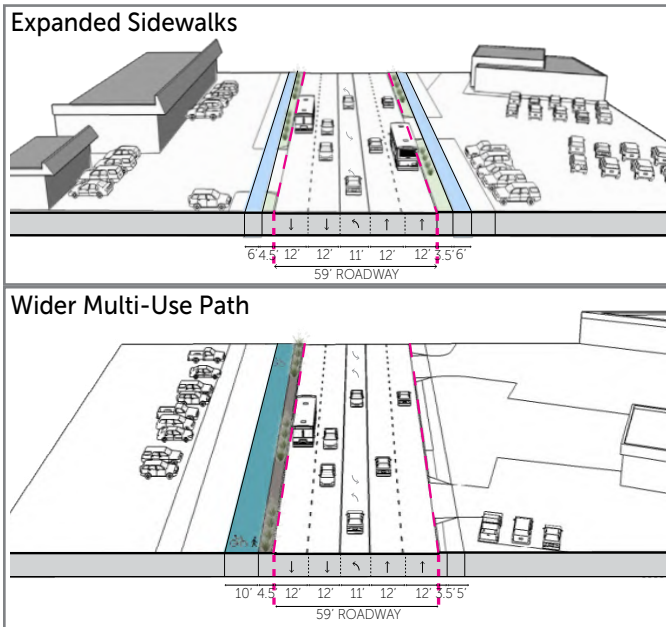 Expanded Sidewalks
6' 4.5' 12' 12' 11' 12' 12' 3.5' 6'
59' ROADWAY
Wider Multi-Use Path
10' 4.5' 12' 12' 11' 12' 12' 3.5' 5'
59' ROADWAY